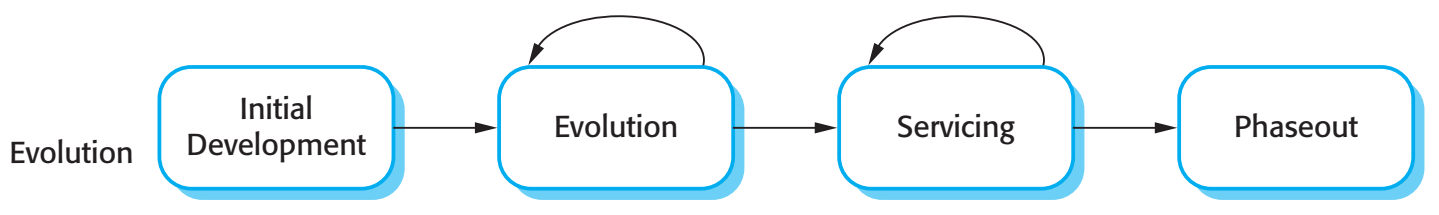 Evolution
Initial
Development
Evolution
Servicing
Phaseout